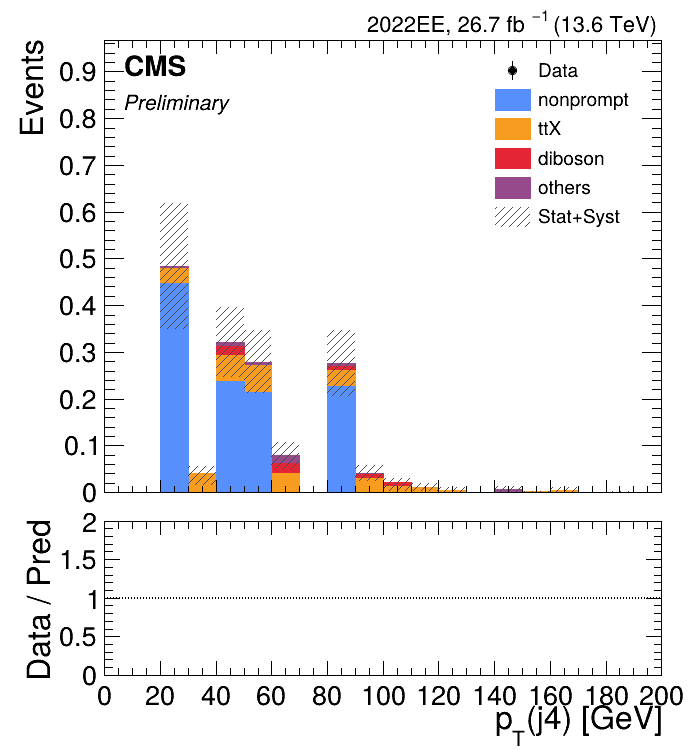 2022EE, 26.7 fb⁻¹ (13.6 TeV)
CMS
Preliminary
Data
nonprompt
ttX
diboson
others
Stat+Syst
Events
0.9
0.8
0.7
0.6
0.5
0.4
0.3
0.2
0.1
0
Data / Pred
2
1.5
1
0.5
0
0 20 40 60 80 100 120 140 160 180 200
p_T(j4) [GeV]